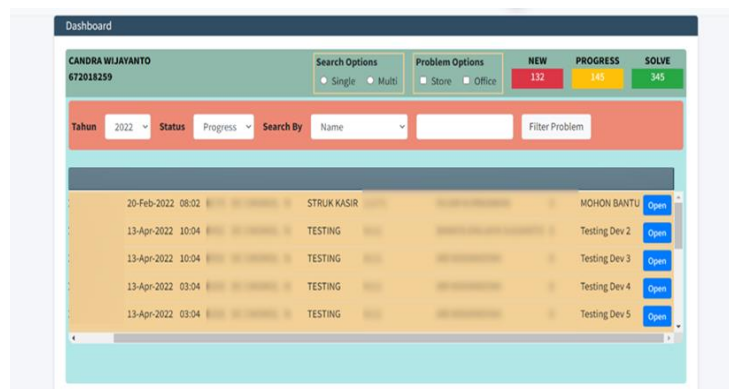 Dashboard
CANDRA WIJAYANTO
672018259
Search Options
Single Multi
Problem Options
Store Office
NEW
132
PROGRESS
145
SOLVE
345
Tahun 2022 Status Progress Search By Name Filter Problem
20-Feb-2022 08:02 STRUK KASIR MOHON BANTU Open
13-Apr-2022 10:04 TESTING Testing Dev 2 Open
13-Apr-2022 10:04 TESTING Testing Dev 3 Open
13-Apr-2022 03:04 TESTING Testing Dev 4 Open
13-Apr-2022 03:04 TESTING Testing Dev 5 Open